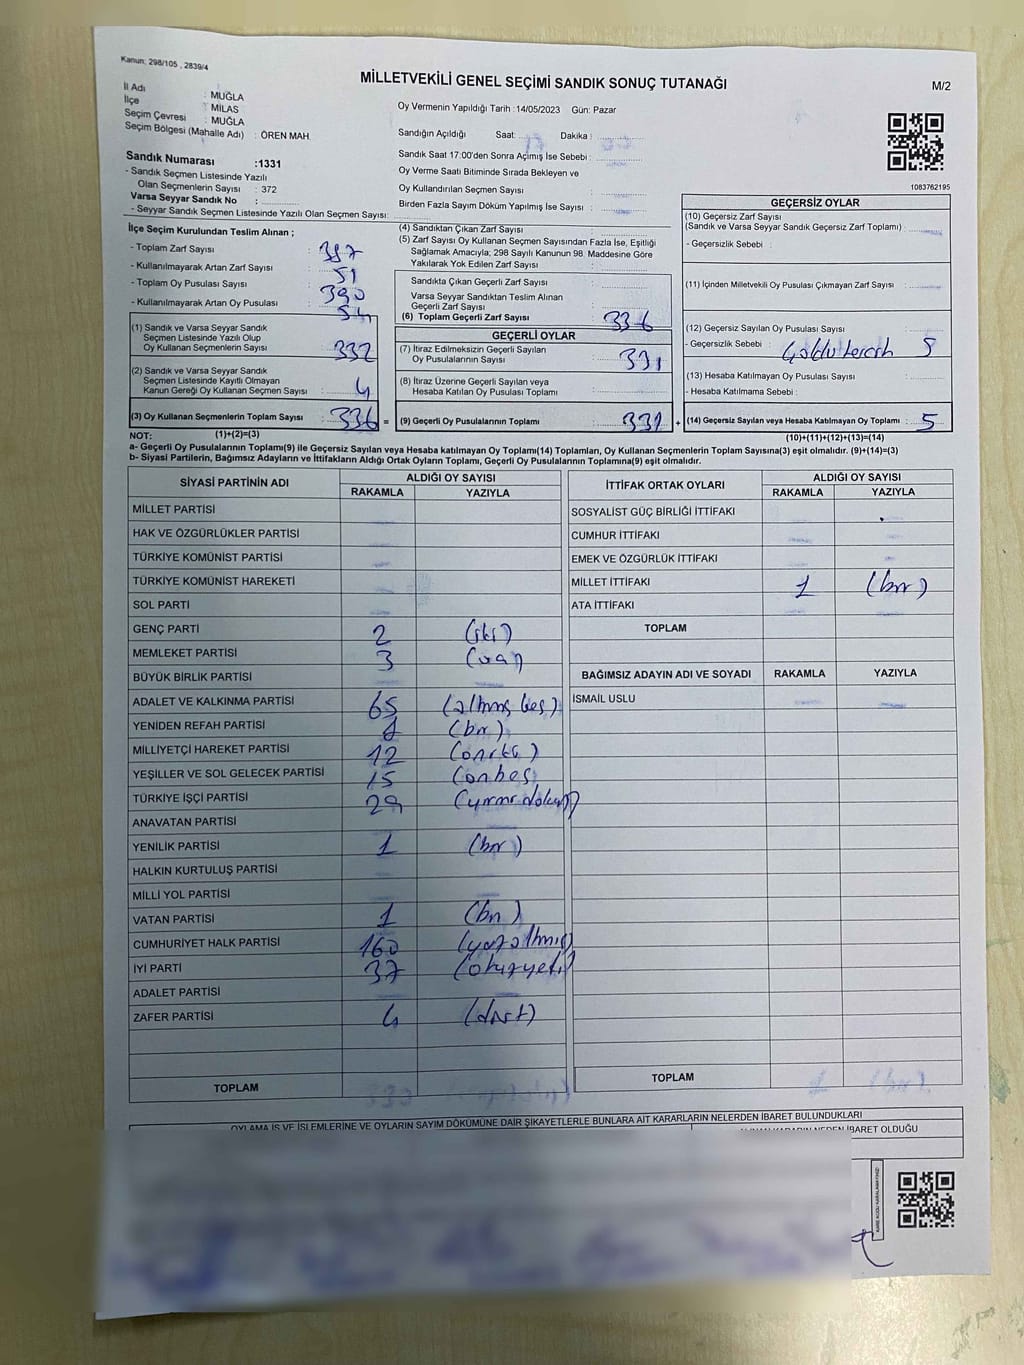 Kanun: 298/105 , 2839/4
MİLLETVEKİLİ GENEL SEÇİMİ SANDIK SONUÇ TUTANAĞI
M/2
İl Adı : MUĞLA
İlçe : MİLAS
Seçim Çevresi : MUĞLA
Seçim Bölgesi (Mahalle Adı) : ÖREN MAH.
Sandık Numarası :1331
- Sandık Seçmen Listesinde Yazılı
Olan Seçmenlerin Sayısı : 372
Varsa Seyyar Sandık No :
- Seyyar Sandık Seçmen Listesinde Yazılı Olan Seçmen Sayısı:
Oy Vermenin Yapıldığı Tarih :14/05/2023 Gün: Pazar
Sandığın Açıldığı Saat: Dakika :
Sandık Saat 17:00'den Sonra Açımış İse Sebebi :
Oy Verme Saati Bitiminde Sırada Bekleyen ve
Oy Kullandırılan Seçmen Sayısı :
Birden Fazla Sayım Döküm Yapılmış İse Sayısı :
1083762195
İlçe Seçim Kurulundan Teslim Alınan ;
- Toplam Zarf Sayısı : 387
- Kullanılmayarak Artan Zarf Sayısı : 51
- Toplam Oy Pusulası Sayısı : 390
- Kullanılmayarak Artan Oy Pusulası : 54
(1) Sandık ve Varsa Seyyar Sandık
Seçmen Listesinde Yazılı Olup
Oy Kullanan Seçmenlerin Sayısı : 332
(2) Sandık ve Varsa Seyyar Sandık
Seçmen Listesinde Kayıtlı Olmayan
Kanun Gereği Oy Kullanan Seçmen Sayısı : 4
(3) Oy Kullanan Seçmenlerin Toplam Sayısı : 336 =
(1)+(2)=(3)
(4) Sandıktan Çıkan Zarf Sayısı :
(5) Zarf Sayısı Oy Kullanan Seçmen Sayısından Fazla İse, Eşitliği
Sağlamak Amacıyla; 298 Sayılı Kanunun 98. Maddesine Göre
Yakılarak Yok Edilen Zarf Sayısı :
Sandıkta Çıkan Geçerli Zarf Sayısı :
Varsa Seyyar Sandıktan Teslim Alınan
Geçerli Zarf Sayısı :
(6) Toplam Geçerli Zarf Sayısı : 336
GEÇERLİ OYLAR
(7) İtiraz Edilmeksizin Geçerli Sayılan
Oy Pusulalarının Sayısı : 331
(8) İtiraz Üzerine Geçerli Sayılan veya
Hesaba Katılan Oy Pusulası Toplamı :
(9) Geçerli Oy Pusulalarının Toplamı : 331 +
GEÇERSİZ OYLAR
(10) Geçersiz Zarf Sayısı
(Sandık ve Varsa Seyyar Sandık Geçersiz Zarf Toplamı) :
- Geçersizlik Sebebi :
(11) İçinden Milletvekili Oy Pusulası Çıkmayan Zarf Sayısı :
(12) Geçersiz Sayılan Oy Pusulası Sayısı : 5
- Geçersizlik Sebebi :
(13) Hesaba Katılmayan Oy Pusulası Sayısı :
- Hesaba Katılmama Sebebi :
(14) Geçersiz Sayılan veya Hesaba Katılmayan Oy Toplamı : 5
(10)+(11)+(12)+(13)=(14)
NOT:
a- Geçerli Oy Pusulalarının Toplamı(9) ile Geçersiz Sayılan veya Hesaba katılmayan Oy Toplamı(14) Toplamları, Oy Kullanan Seçmenlerin Toplam Sayısına(3) eşit olmalıdır. (9)+(14)=(3)
b- Siyasi Partilerin, Bağımsız Adayların ve İttifakların Aldığı Ortak Oyların Toplamı, Geçerli Oy Pusulalarının Toplamına(9) eşit olmalıdır.
SİYASİ PARTİNİN ADI ALDIĞI OY SAYISI
RAKAMLA YAZIYLA
MİLLET PARTİSİ
HAK VE ÖZGÜRLÜKLER PARTİSİ
TÜRKİYE KOMÜNİST PARTİSİ
TÜRKİYE KOMÜNİST HAREKETİ
SOL PARTİ
GENÇ PARTİ 2 (iki)
MEMLEKET PARTİSİ 3 (üç)
BÜYÜK BİRLİK PARTİSİ
ADALET VE KALKINMA PARTİSİ 65 (altmış beş)
YENİDEN REFAH PARTİSİ 1 (bir)
MİLLİYETÇİ HAREKET PARTİSİ 12 (oniki)
YEŞİLLER VE SOL GELECEK PARTİSİ 15 (onbeş)
TÜRKİYE İŞÇİ PARTİSİ 29 (yirmi dokuz)
ANAVATAN PARTİSİ
YENİLİK PARTİSİ 1 (bir)
HALKIN KURTULUŞ PARTİSİ
MİLLİ YOL PARTİSİ
VATAN PARTİSİ 1 (bir)
CUMHURİYET HALK PARTİSİ 160 (yüzaltmış)
İYİ PARTİ 37 (otuzyedi)
ADALET PARTİSİ
ZAFER PARTİSİ 4 (dört)
TOPLAM
İTTİFAK ORTAK OYLARI ALDIĞI OY SAYISI
RAKAMLA YAZIYLA
SOSYALİST GÜÇ BİRLİĞİ İTTİFAKI
CUMHUR İTTİFAKI
EMEK VE ÖZGÜRLÜK İTTİFAKI
MİLLET İTTİFAKI 1 (bir)
ATA İTTİFAKI
TOPLAM
BAĞIMSIZ ADAYIN ADI VE SOYADI RAKAMLA YAZIYLA
İSMAİL USLU
TOPLAM 1 (bir)
OYLAMA İŞ VE İŞLEMLERİNE VE OYLARIN SAYIM DÖKÜMÜNE DAİR ŞİKAYETLERLE BUNLARA AİT KARARLARIN NELERDEN İBARET BULUNDUKLARI
İBARET OLDUĞU